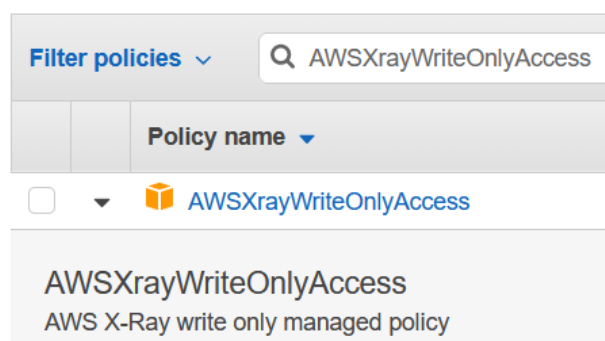 Filter policies AWSXrayWriteOnlyAccess
Policy name
AWSXrayWriteOnlyAccess
AWSXrayWriteOnlyAccess
AWS X-Ray write only managed policy